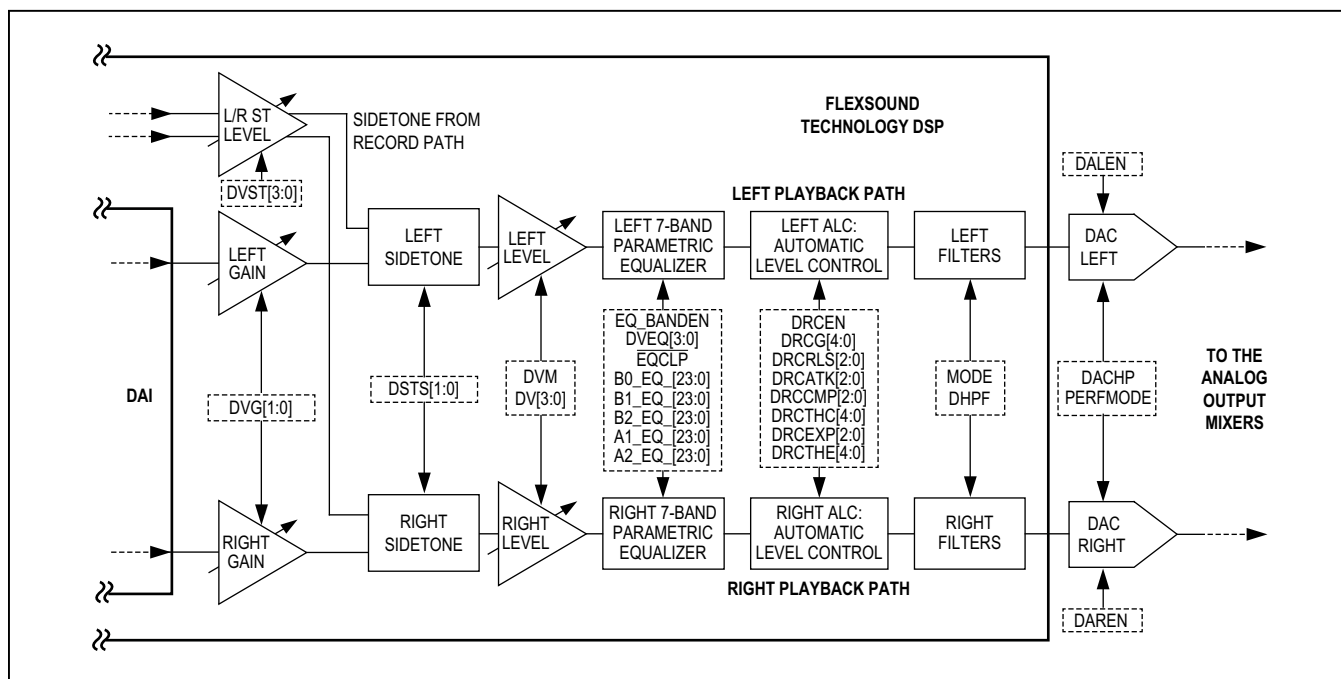 L/R ST
LEVEL
SIDETONE FROM
RECORD PATH
FLEXSOUND
TECHNOLOGY DSP
DVST[3:0]
LEFT PLAYBACK PATH
DALEN
LEFT
GAIN
LEFT
SIDETONE
LEFT
LEVEL
LEFT 7-BAND
PARAMETRIC
EQUALIZER
LEFT ALC:
AUTOMATIC
LEVEL CONTROL
LEFT
FILTERS
DAC
LEFT
DAI
DVG[1:0]
DSTS[1:0]
DVM
DV[3:0]
EQ_BANDEN
DVEQ[3:0]
EQCLP
B0_EQ_[23:0]
B1_EQ_[23:0]
B2_EQ_[23:0]
A1_EQ_[23:0]
A2_EQ_[23:0]
DRCEN
DRCG[4:0]
DRCRLS[2:0]
DRCATK[2:0]
DRCCMP[2:0]
DRCTHC[4:0]
DRCEXP[2:0]
DRCTHE[4:0]
MODE
DHPF
DACHP
PERFMODE
TO THE
ANALOG
OUTPUT
MIXERS
RIGHT
GAIN
RIGHT
SIDETONE
RIGHT
LEVEL
RIGHT 7-BAND
PARAMETRIC
EQUALIZER
RIGHT ALC:
AUTOMATIC
LEVEL CONTROL
RIGHT
FILTERS
DAC
RIGHT
RIGHT PLAYBACK PATH
DAREN